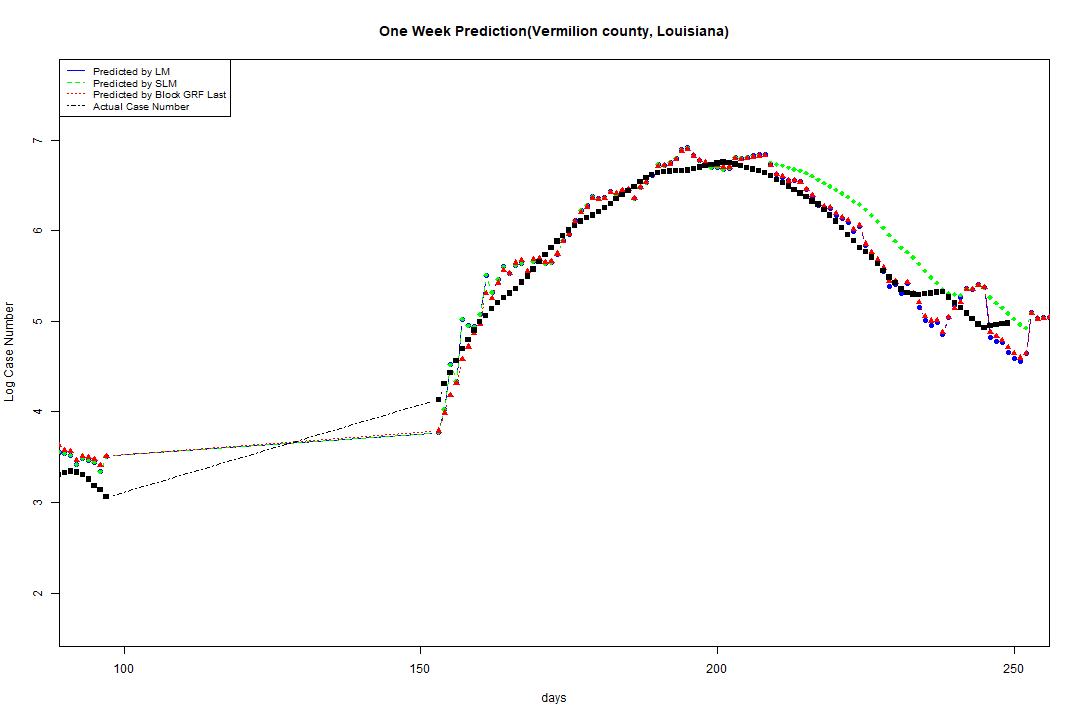 One Week Prediction(Vermilion county, Louisiana)
Predicted by LM
Predicted by SLM
Predicted by Block GRF Last
Actual Case Number
Log Case Number
7
6
5
4
3
2
100 150 200 250
days